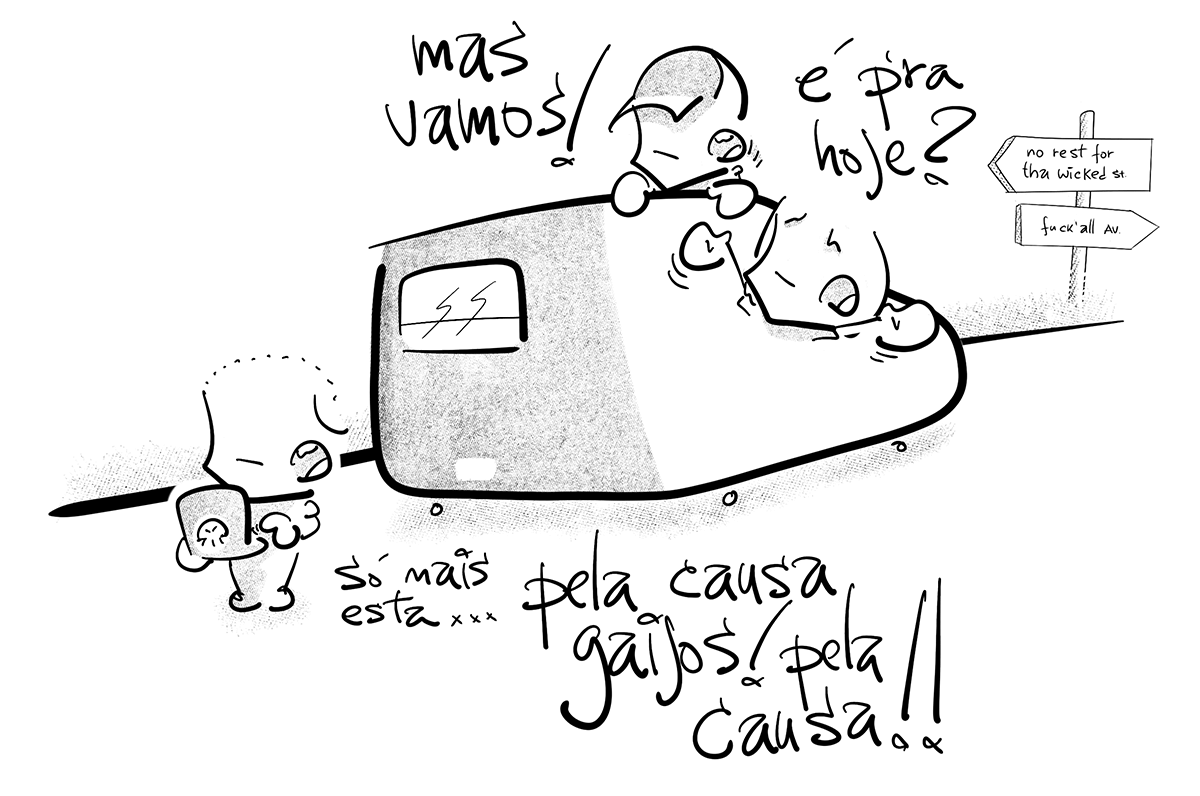 mas
vamos!
é pra
hoje?
no rest for
tha wicked st.
fuck'all AV.
só mais
esta...
pela causa
gaijos! pela
causa!!